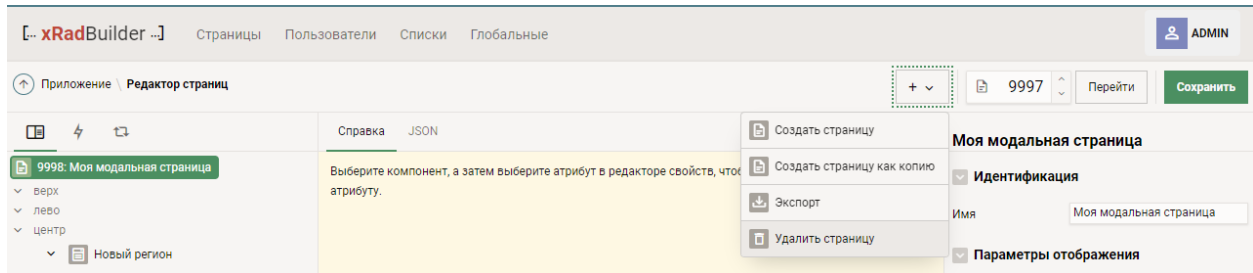 [... xRadBuilder ...] Страницы Пользователи Списки Глобальные ADMIN
Приложение \ Редактор страниц + 9997 Перейти Сохранить
Справка JSON
Создать страницу
Моя модальная страница
9998: Моя модальная страница
Выберите компонент, а затем выберите атрибут в редакторе свойств,
Создать страницу как копию
Идентификация
верх
атрибуту.
лево
Экспорт
Имя Моя модальная страница
центр
Удалить страницу
Новый регион
Параметры отображения